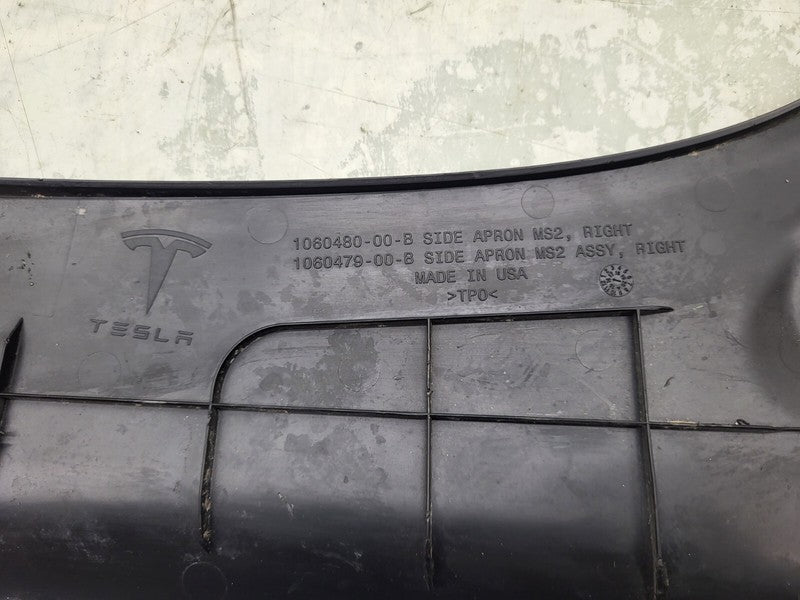 1060480-00-B SIDE APRON MS2, RIGHT
1060479-00-B SIDE APRON MS2 ASSY, RIGHT
MADE IN USA
>TPO<
TESLA